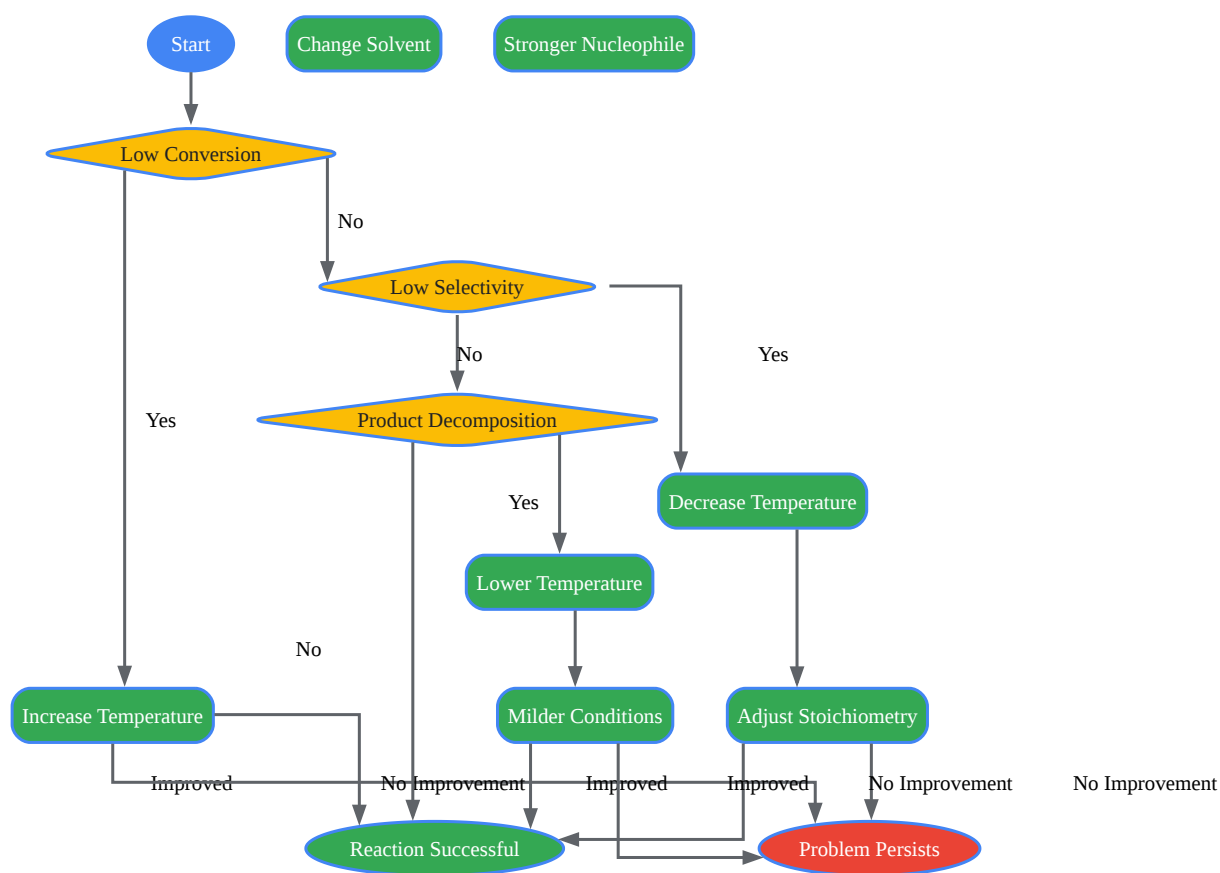 Start
Change Solvent
Stronger Nucleophile
Low Conversion
No
Low Selectivity
No
Yes
Yes
Product Decomposition
Yes
Decrease Temperature
Lower Temperature
No
Increase Temperature
Milder Conditions
Adjust Stoichiometry
Improved
No Improvement
Improved
Improved
No Improvement
No Improvement
Reaction Successful
Problem Persists